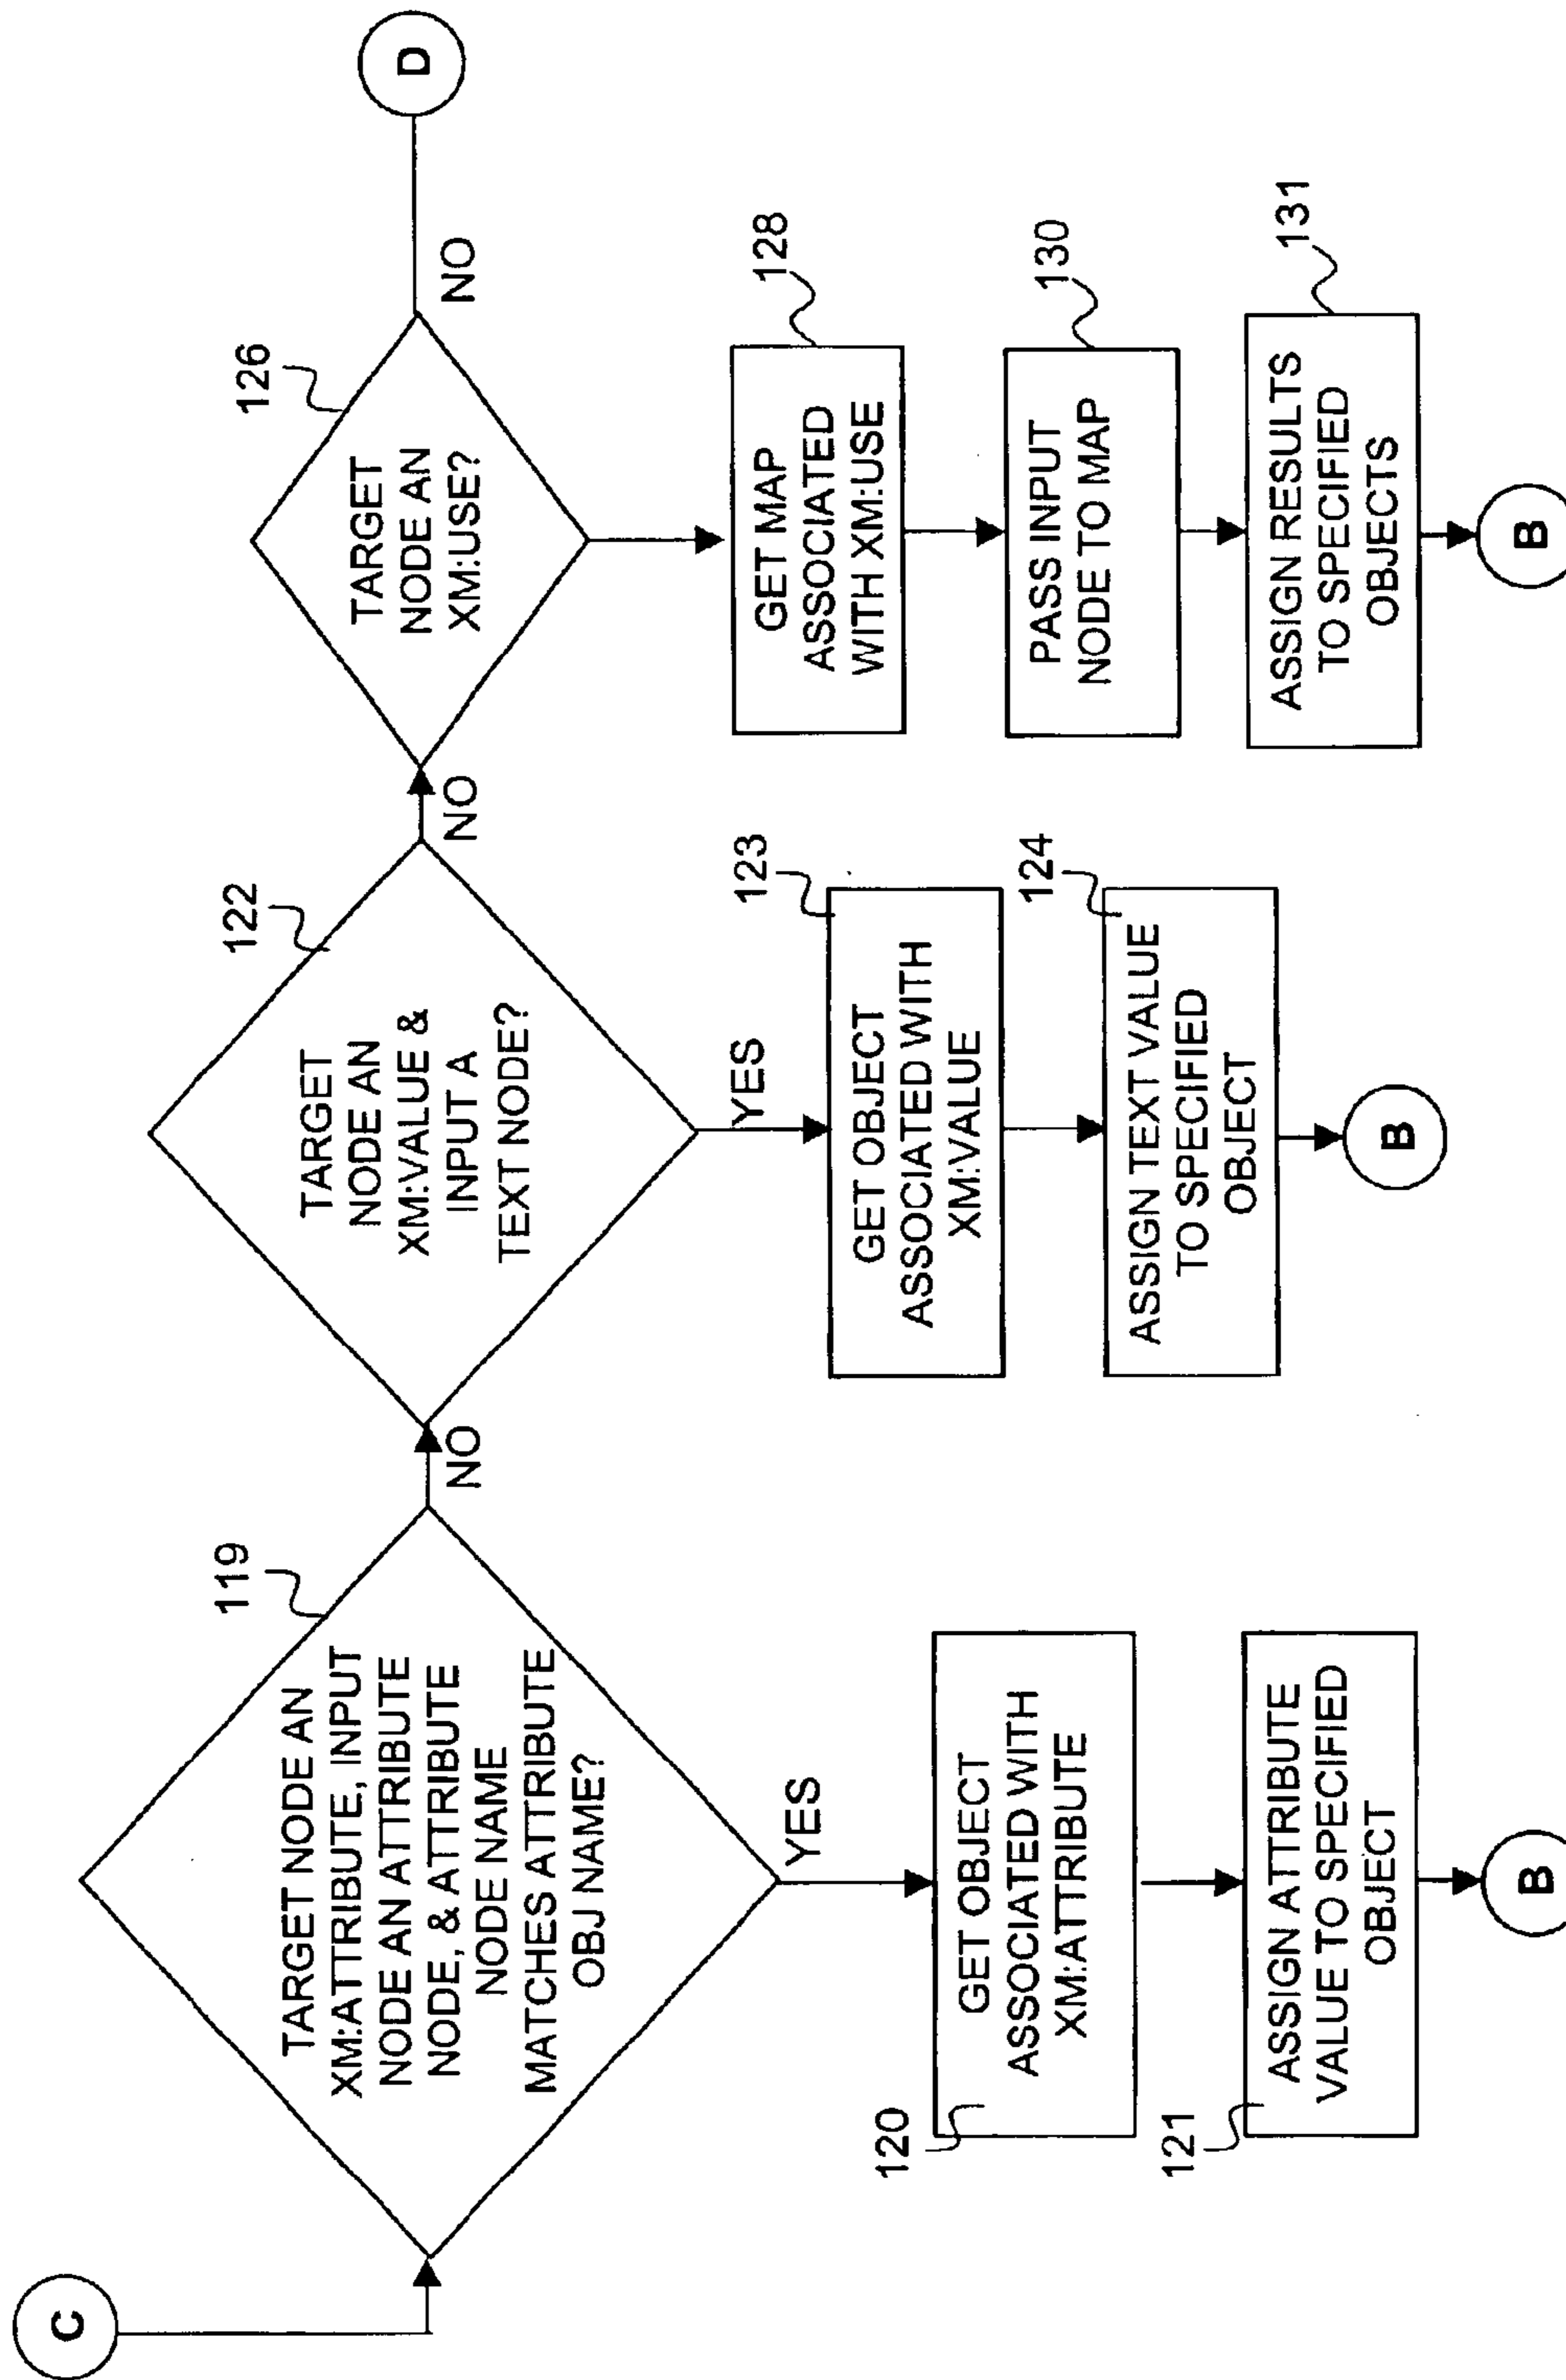 C
119
TARGET NODE AN
XM:ATTRIBUTE, INPUT
NODE AN ATTRIBUTE
NODE, & ATTRIBUTE
NODE NAME
MATCHES ATTRIBUTE
OBJ NAME?
NO
YES
120
GET OBJECT
ASSOCIATED WITH
XM:ATTRIBUTE
121
ASSIGN ATTRIBUTE
VALUE TO SPECIFIED
OBJECT
B
122
TARGET
NODE AN
XM:VALUE &
INPUT A
TEXT NODE?
NO
YES
123
GET OBJECT
ASSOCIATED WITH
XM:VALUE
124
ASSIGN TEXT VALUE
TO SPECIFIED
OBJECT
B
126
TARGET
NODE AN
XM:USE?
NO
D
128
GET MAP
ASSOCIATED
WITH XM:USE
130
PASS INPUT
NODE TO MAP
131
ASSIGN RESULTS
TO SPECIFIED
OBJECTS
B